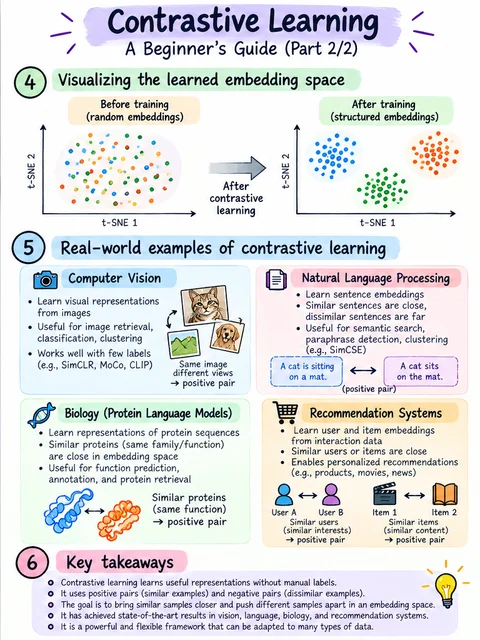 Contrastive Learning
A Beginner's Guide (Part 2/2)
4 Visualizing the learned embedding space
Before training
(random embeddings)
t-SNE 2
t-SNE 1
After
contrastive
learning
After training
(structured embeddings)
t-SNE 2
t-SNE 1
5 Real-world examples of contrastive learning
Computer Vision
• Learn visual representations
from images
• Useful for image retrieval,
classification, clustering
• Works well with few labels
(e.g., SimCLR, MoCo, CLIP)
Same image
different views
→ positive pair
Natural Language Processing
• Learn sentence embeddings
• Similar sentences are close,
dissimilar sentences are far
• Useful for semantic search,
paraphrase detection, clustering
(e.g., SimCSE)
A cat is sitting
on a mat.
A cat sits
on the mat.
(positive pair)
Biology (Protein Language Models)
• Learn representations of protein sequences
• Similar proteins (same family/function)
are close in embedding space
• Useful for function prediction,
annotation, and protein retrieval
Similar proteins
(same function)
→ positive pair
Recommendation Systems
• Learn user and item embeddings
from interaction data
• Similar users or items are close
• Enables personalized recommendations
(e.g., products, movies, news)
User A
User B
Similar users
(similar interests)
→ positive pair
Item 1
Item 2
Similar items
(similar content)
→ positive pair
6 Key takeaways
Contrastive learning learns useful representations without manual labels.
It uses positive pairs (similar examples) and negative pairs (dissimilar examples).
The goal is to bring similar samples closer and push different samples apart in an embedding space.
It has achieved state-of-the-art results in vision, language, biology, and recommendation systems.
It is a powerful and flexible framework that can be adapted to many types of data.